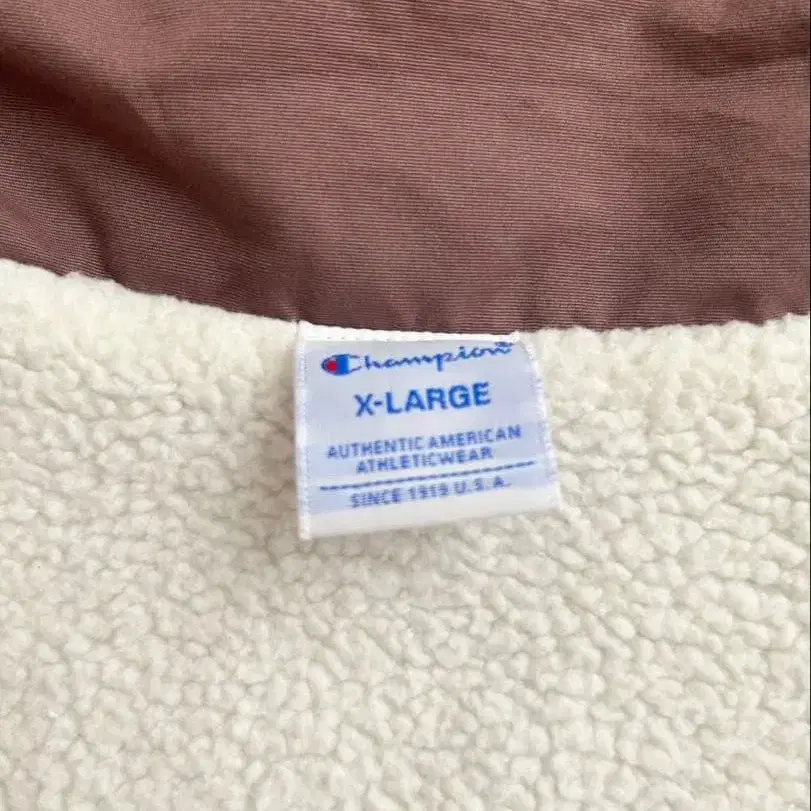 Champion
X-LARGE
AUTHENTIC AMERICAN
ATHLETICWEAR
SINCE 1919 U.S.A.